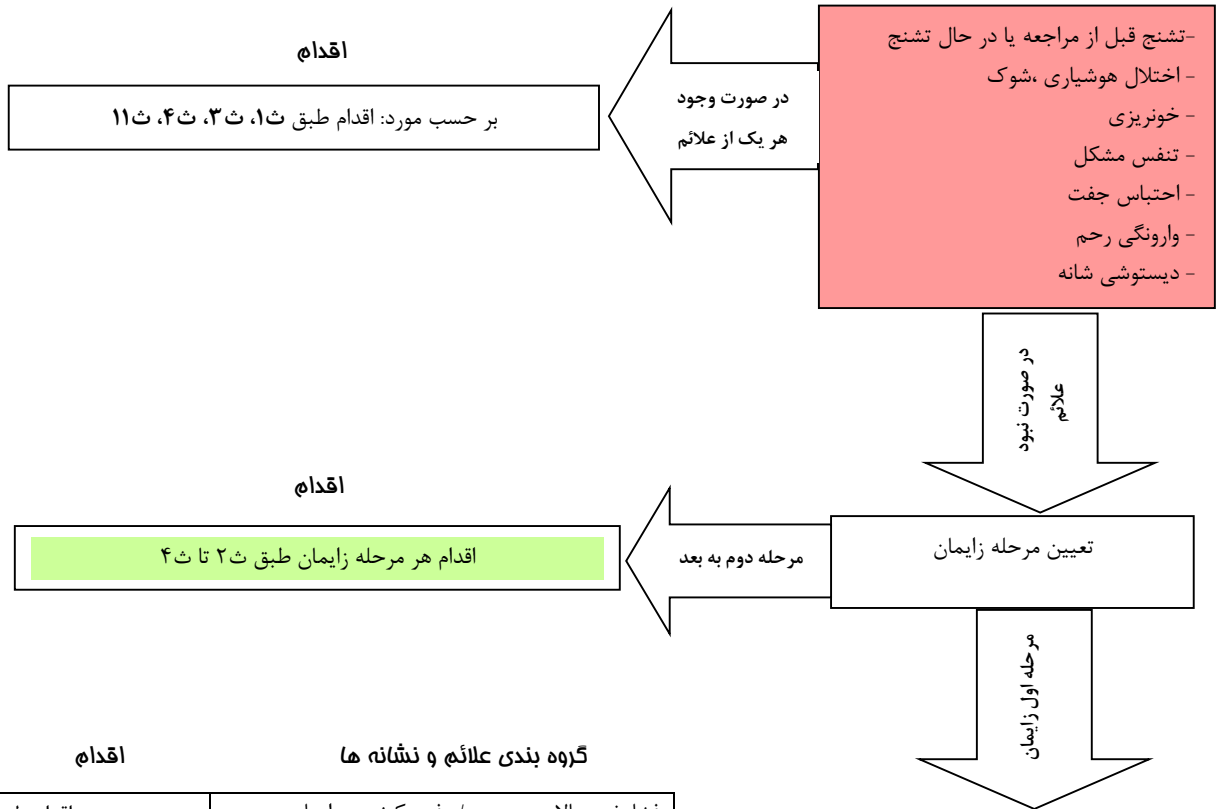 -تشنج قبل از مراجعه یا در حال تشنج
- اختلال هوشیاری ،شوک
- خونریزی
- تنفس مشکل
- احتباس جفت
- وارونگی رحم
- دیستوشی شانه
در صورت وجود
هر یک از علائم
اقدام
بر حسب مورد: اقدام طبق ث۱، ث۳، ث۴، ث۱۱
در صورت نبود
علائم
تعیین مرحله زایمان
مرحله دوم به بعد
اقدام
اقدام هر مرحله زایمان طبق ث۲ تا ث۴
مرحله اول زایمان
گروه بندی علائم و نشانه ها
اقدام